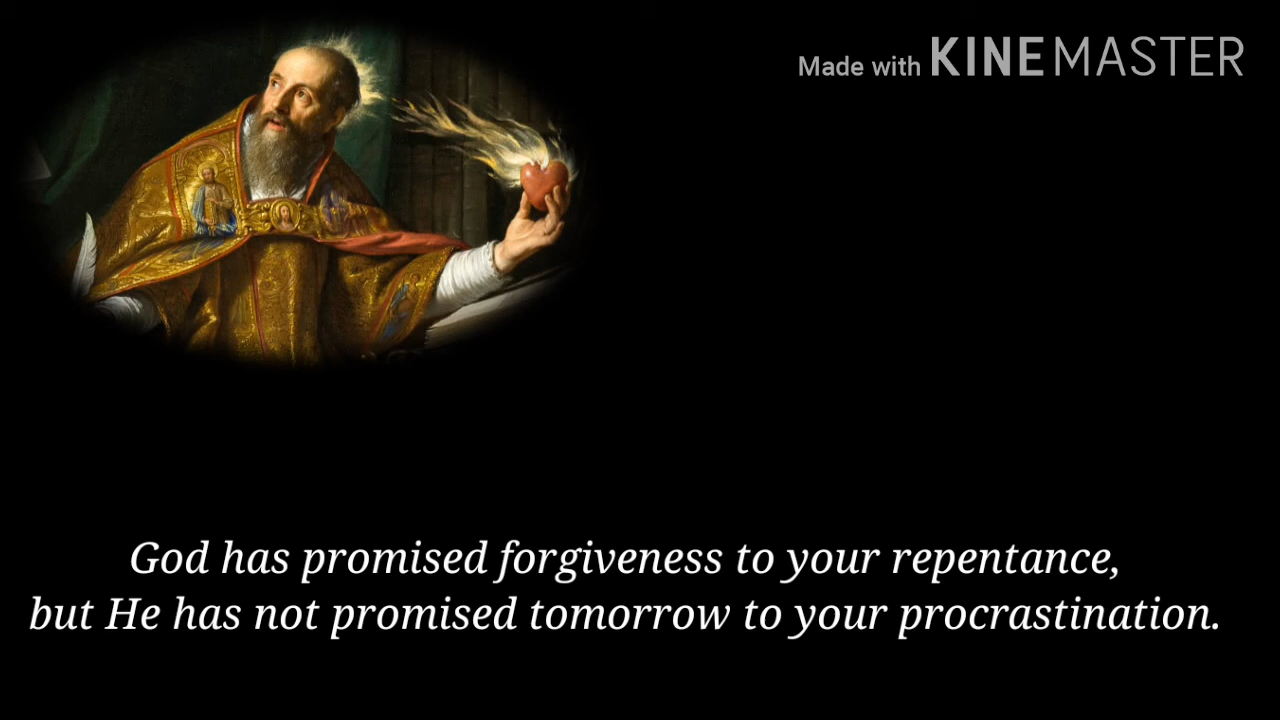 Made with KINEMASTER
God has promised forgiveness to your repentance,
but He has not promised tomorrow to your procrastination.